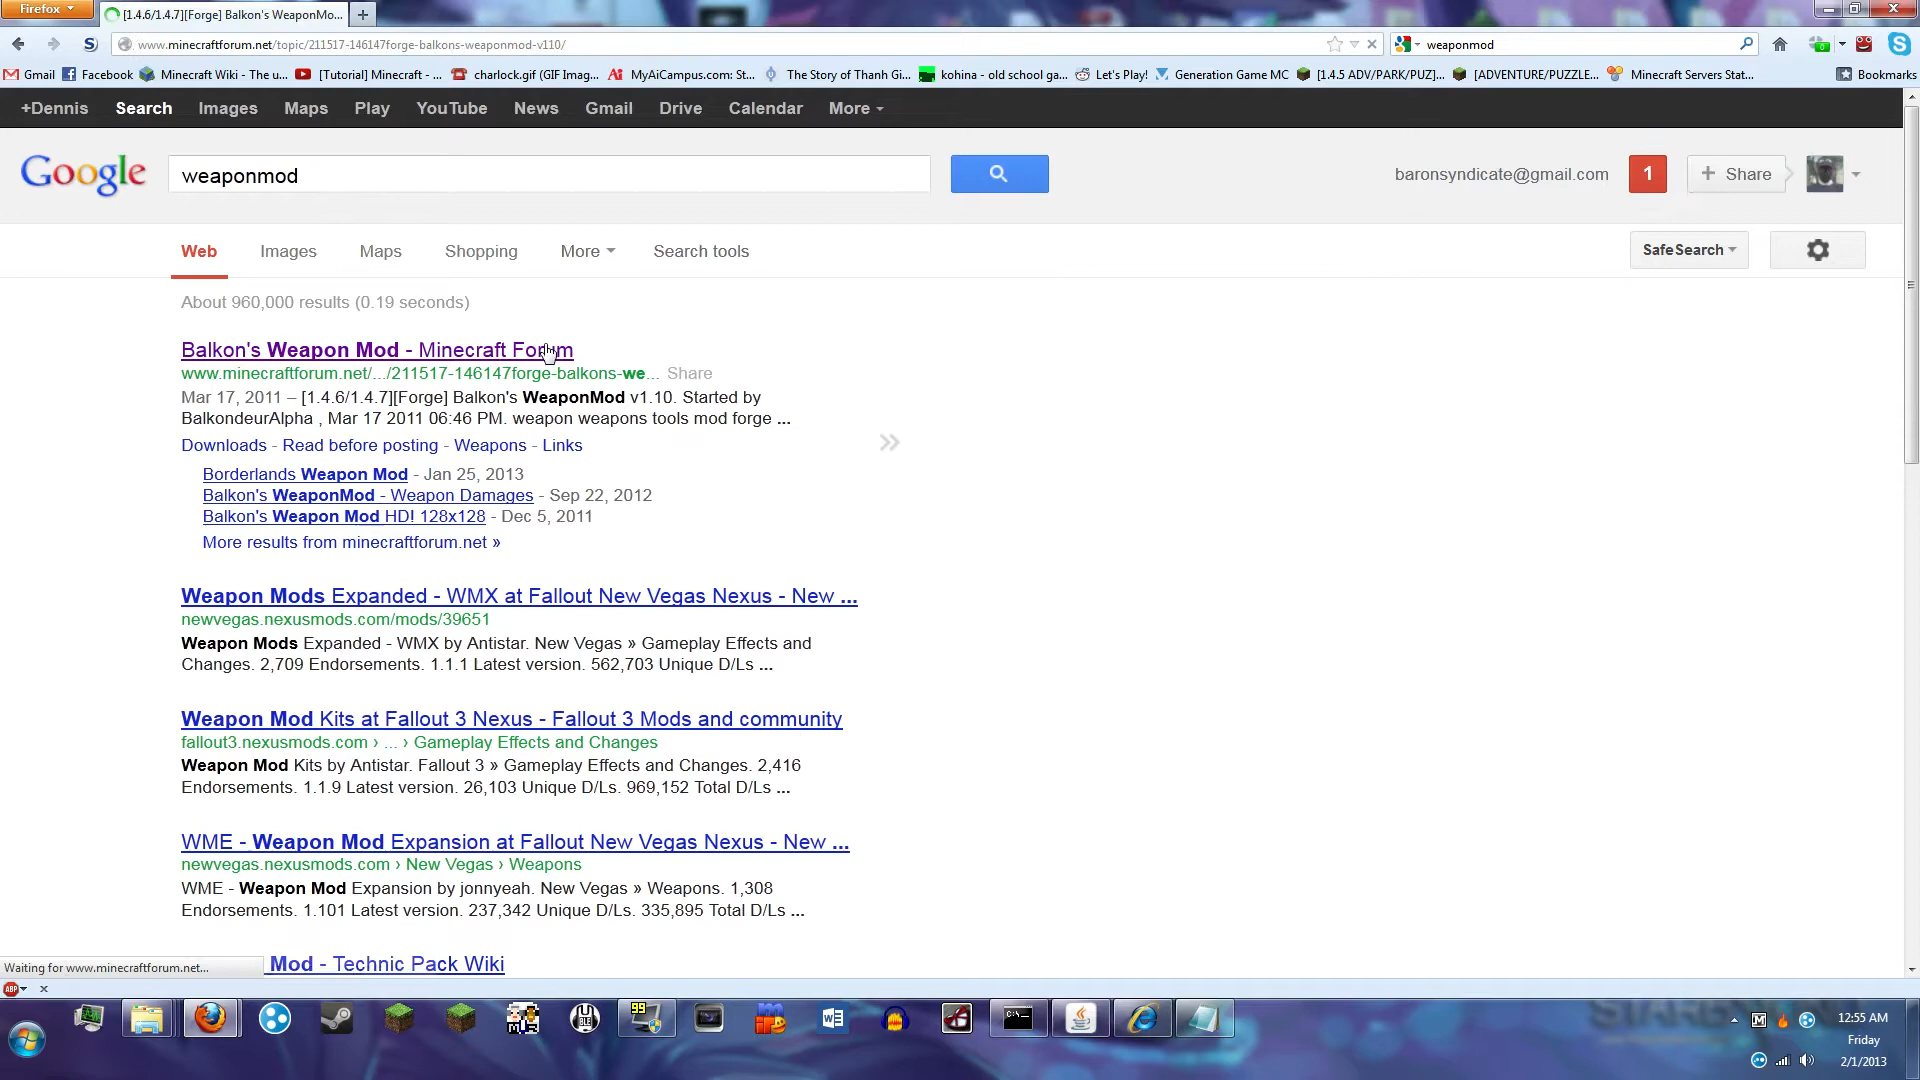 Firefox
[1.4.6/1.4.7][Forge] Balkon's WeaponMo...
www.minecraftforum.net/topic/211517-146147forge-balkons-weaponmod-v110/
weaponmod
Gmail Facebook Minecraft Wiki - The u... [Tutorial] Minecraft - ... charlock.gif (GIF Imag... MyAiCampus.com: St... The Story of Thanh Gi... kohina - old school ga... Let's Play! Generation Game MC [1.4.5 ADV/PARK/PUZ]... [ADVENTURE/PUZZLE... Minecraft Servers Stat... Bookmarks
+Dennis Search Images Maps Play YouTube News Gmail Drive Calendar More
Google weaponmod baronsyndicate@gmail.com 1 + Share
Web Images Maps Shopping More Search tools SafeSearch
About 960,000 results (0.19 seconds)
Balkon's Weapon Mod - Minecraft Forum
www.minecraftforum.net/.../211517-146147forge-balkons-we... Share
Mar 17, 2011 – [1.4.6/1.4.7][Forge] Balkon's WeaponMod v1.10. Started by
BalkondeurAlpha , Mar 17 2011 06:46 PM. weapon weapons tools mod forge ...
Downloads - Read before posting - Weapons - Links
Borderlands Weapon Mod - Jan 25, 2013
Balkon's WeaponMod - Weapon Damages - Sep 22, 2012
Balkon's Weapon Mod HD! 128x128 - Dec 5, 2011
More results from minecraftforum.net »
Weapon Mods Expanded - WMX at Fallout New Vegas Nexus - New ...
newvegas.nexusmods.com/mods/39651
Weapon Mods Expanded - WMX by Antistar. New Vegas » Gameplay Effects and
Changes. 2,709 Endorsements. 1.1.1 Latest version. 562,703 Unique D/Ls ...
Weapon Mod Kits at Fallout 3 Nexus - Fallout 3 Mods and community
fallout3.nexusmods.com › ... › Gameplay Effects and Changes
Weapon Mod Kits by Antistar. Fallout 3 » Gameplay Effects and Changes. 2,416
Endorsements. 1.1.9 Latest version. 26,103 Unique D/Ls. 969,152 Total D/Ls ...
WME - Weapon Mod Expansion at Fallout New Vegas Nexus - New ...
newvegas.nexusmods.com › New Vegas › Weapons
WME - Weapon Mod Expansion by jonnyeah. New Vegas » Weapons. 1,308
Endorsements. 1.101 Latest version. 237,342 Unique D/Ls. 335,895 Total D/Ls ...
Waiting for www.minecraftforum.net... Mod - Technic Pack Wiki
ABP
99
12:55 AM
Friday
2/1/2013